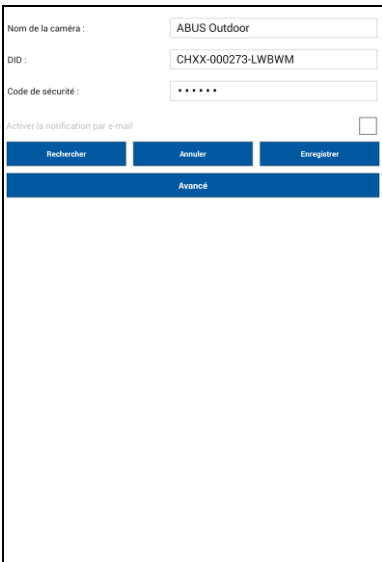 Nom de la caméra : ABUS Outdoor
DID : CHXX-000273-LWBWM
Code de sécurité : ••••••
Activer la notification par e-mail
Rechercher Annuler Enregistrer
Avancé